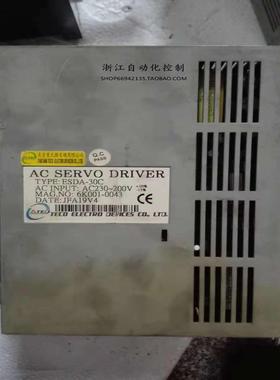 浙江自动化控制
SHOP66942135.TAOBAO.COM
Q.C
PASS
AC SERVO DRIVER
TYPE: ESDA-30C
AC INPUT: AC230~200V
MAG.NO: 6K001-0043
DATE: JFA19V4
TECO ELECTRO DEVICES CO., LTD.
CE